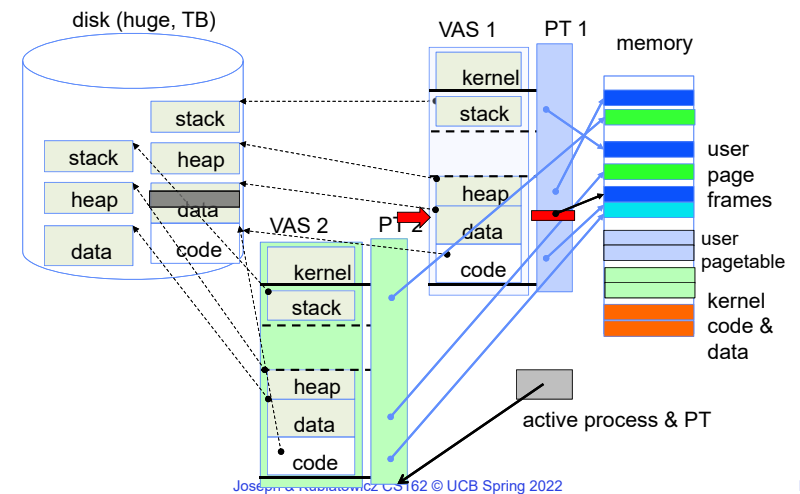 disk (huge, TB)
VAS 1
PT 1
memory
kernel
stack
stack
stack
heap
heap
heap
data
data
data
code
code
VAS 2
PT 2
kernel
stack
heap
data
code
user
page
frames
user
pagetable
kernel
code &
data
active process & PT
Joseph & Kubiatowicz CS162 © UCB Spring 2022